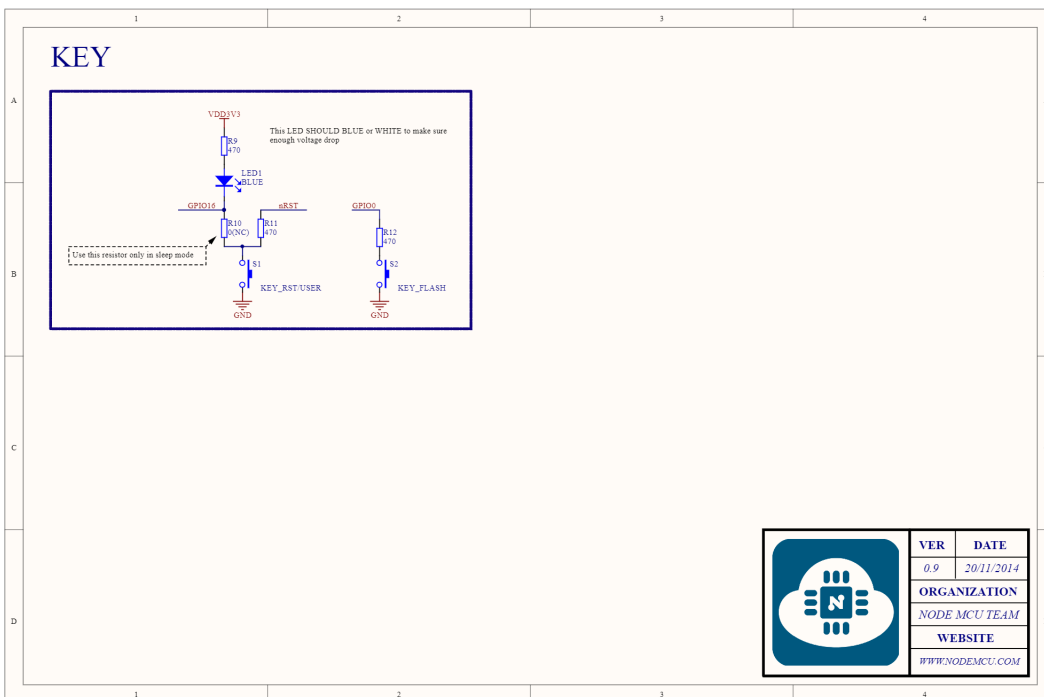 1 2 3 4
KEY
A
VDD3V3
This LED SHOULD BLUE or WHITE to make sure
enough voltage drop
R9
470
LED1
BLUE
GPIO16 nRST GPIO0
R10 R11
0(NC) 470
R12
470
Use this resistor only in sleep mode
S1 S2
B
KEY_RST/USER KEY_FLASH
GND GND
C
VER DATE
0.9 20/11/2014
ORGANIZATION
NODE MCU TEAM
WEBSITE
WWW.NODEMCU.COM
D
N
1 2 3 4